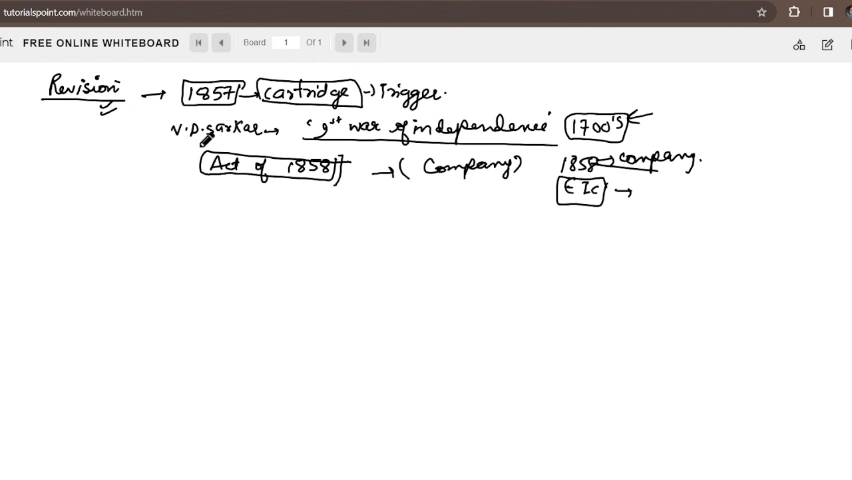 tutorialspoint.com/whiteboard.htm
int FREE ONLINE WHITEBOARD Board 1 Of 1
Revision → 1857 → Cartridge → Trigger.
V.D. Sarkar → '1st war of independence' 1700's
Act of 1858 → (Company) 1858 → company.
EIC →